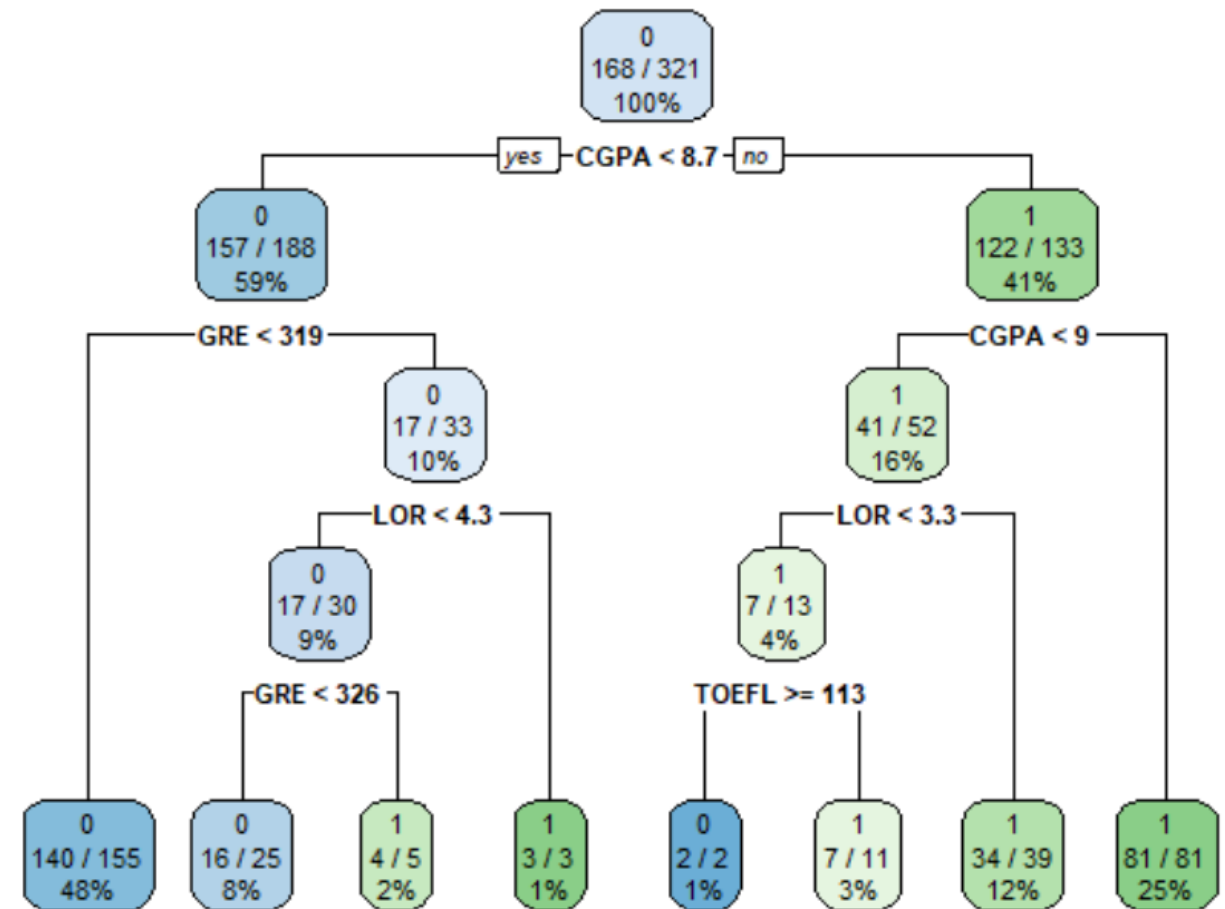 0
168 / 321
100%
yes CGPA < 8.7 no
0
157 / 188
59%
1
122 / 133
41%
GRE < 319
CGPA < 9
0
17 / 33
10%
1
41 / 52
16%
LOR < 4.3
LOR < 3.3
0
17 / 30
9%
1
7 / 13
4%
GRE < 326
TOEFL >= 113
0
140 / 155
48%
0
16 / 25
8%
1
4 / 5
2%
1
3 / 3
1%
0
2 / 2
1%
1
7 / 11
3%
1
34 / 39
12%
1
81 / 81
25%